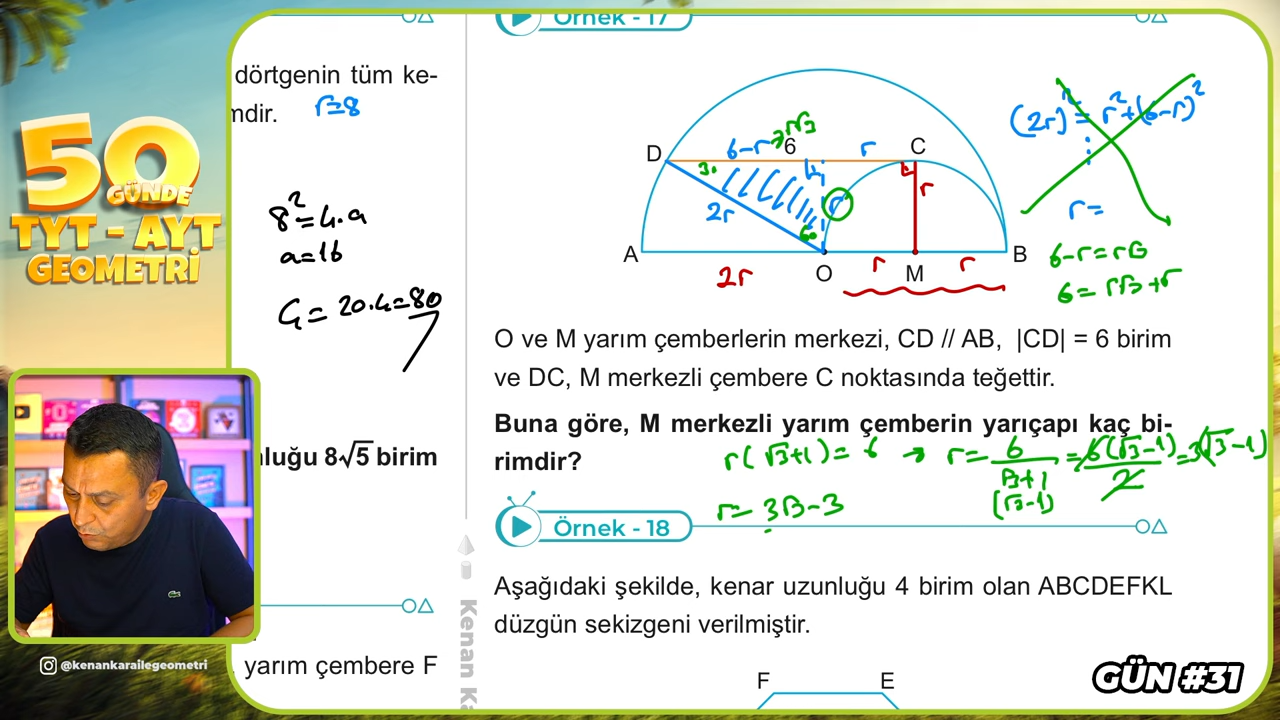 50
GÜNDE
TYT - AYT
GEOMETRİ
dörtgenin tüm ke-
mdir. r=8
8²=4.a
a=16
Ç= 20.4=80
luğu 8√5 birim
yarım çembere F
@kenankarailegeometri
Örnek - 17
D 6-r 6 r√3 r C
30 2r r r
60
A O M B
2r r r
(2r)²=r²+(6-r)²
r=
6-r=r√3
6=r√3+r
O ve M yarım çemberlerin merkezi, CD // AB, |CD| = 6 birim
ve DC, M merkezli çembere C noktasında teğettir.
Buna göre, M merkezli yarım çemberin yarıçapı kaç bi-
rimdir?
r(√3+1)=6 → r=6/(√3+1) =6(√3-1)/2=3(√3-1)
(√3-1)
r=3√3-3
Örnek - 18
Aşağıdaki şekilde, kenar uzunluğu 4 birim olan ABCDEFKL
düzgün sekizgeni verilmiştir.
F E
Kenan
GÜN #31